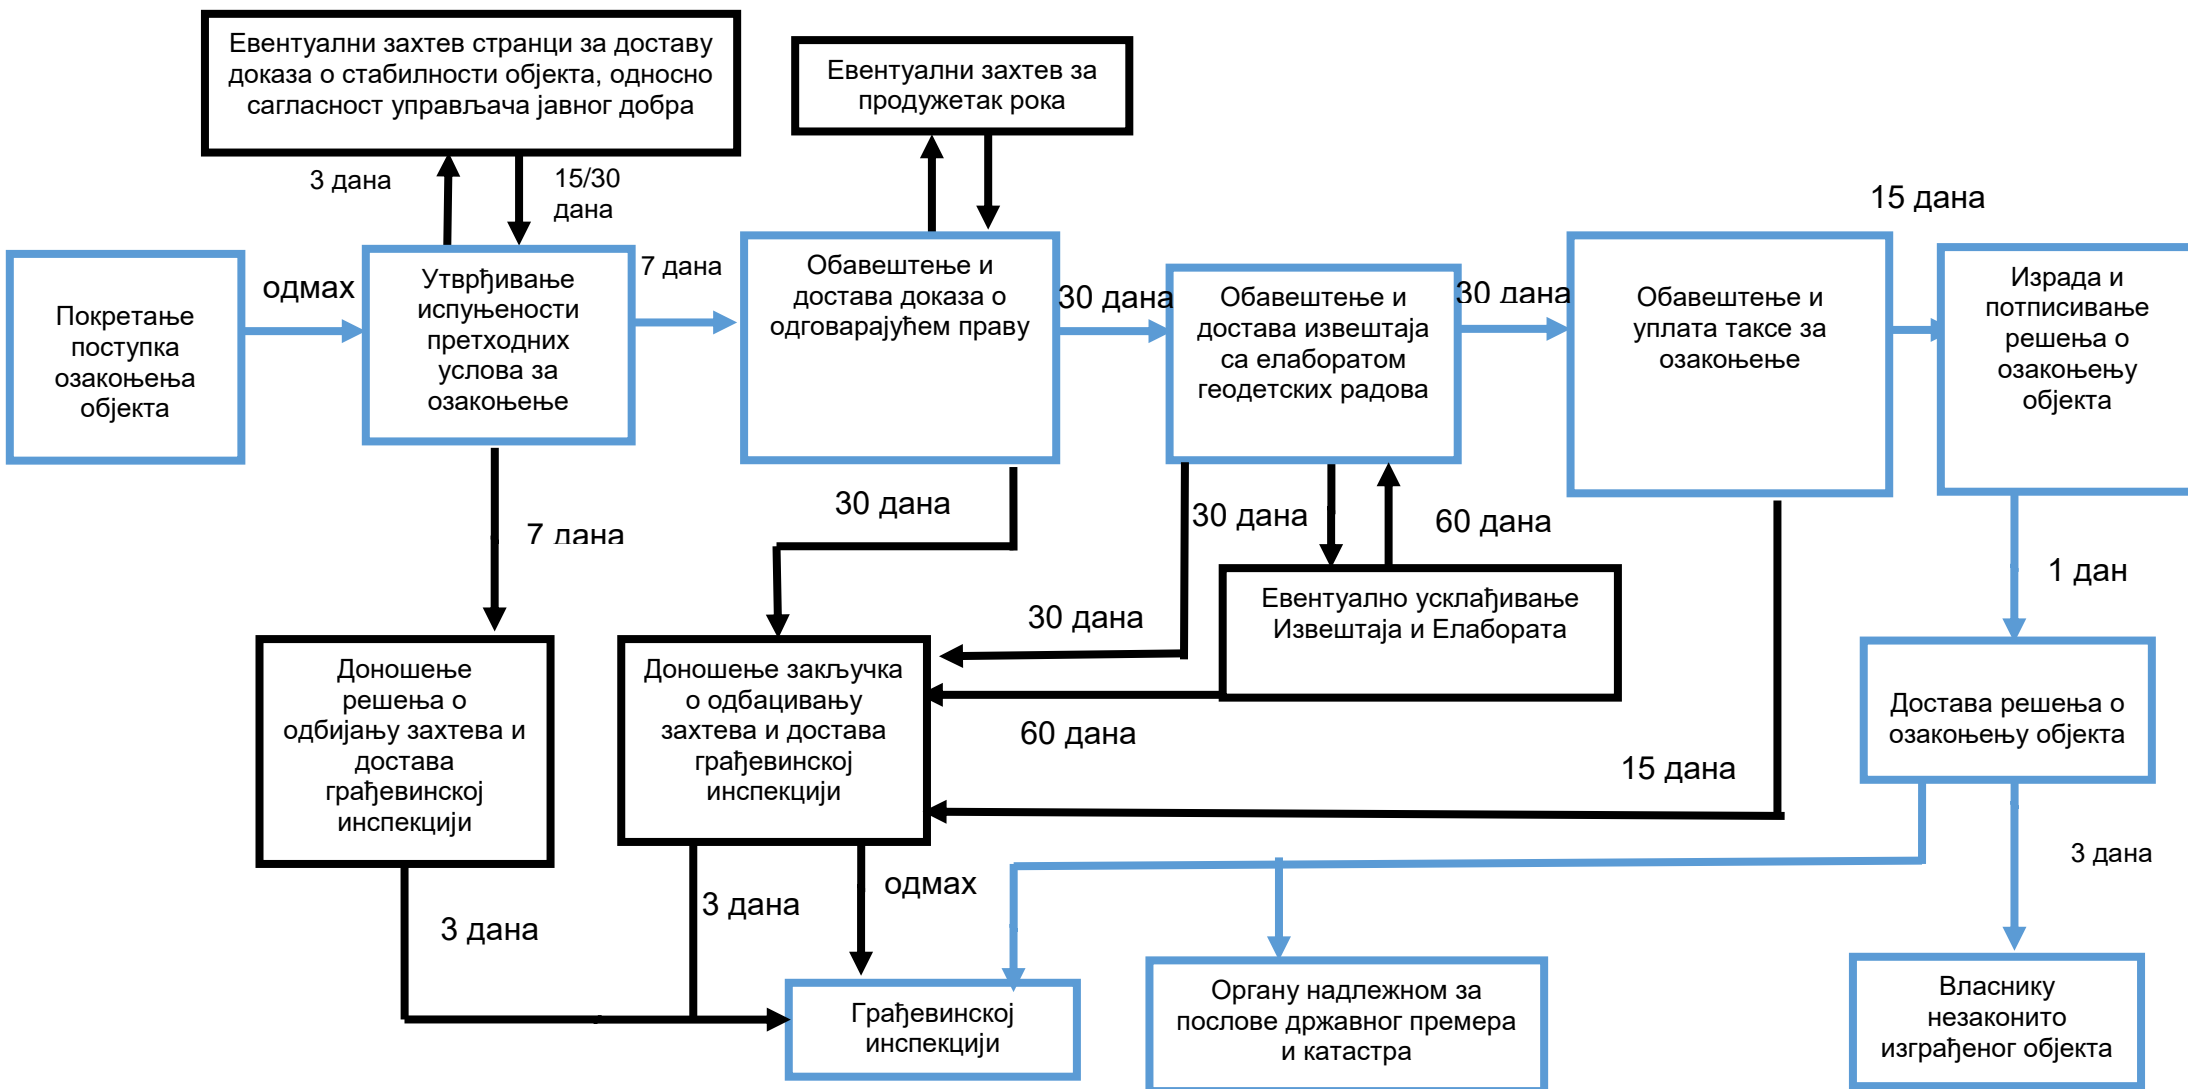 Евентуални захтев странци за доставу
доказа о стабилности објекта, односно
сагласност управљача јавног добра
Евентуални захтев за
продужетак рока
3 дана
15/30
дана
15 дана
Покретање
поступка
озакоњења
објекта
одмах
Утврђивање
испуњености
претходних
услова за
озакоњење
7 дана
Обавештење и
достава доказа о
одговарајућем праву
30 дана
Обавештење и
достава извештаја
са елаборатом
геодетских радова
30 дана
Обавештење и
уплата таксе за
озакоњење
Израда и
потписивање
решења о
озакоњењу
објекта
7 дана
30 дана
30 дана
60 дана
1 дан
Евентуално усклађивање
Извештаја и Елабората
30 дана
60 дана
15 дана
Доношење
решења о
одбијању захтева и
достава
грађевинској
инспекцији
Доношење закључка
о одбацивању
захтева и достава
грађевинској
инспекцији
Достава решења о
озакоњењу објекта
3 дана
3 дана
одмах
3 дана
Грађевинској
инспекцији
Органу надлежном за
послове државног премера
и катастра
Власнику
незаконито
изграђеног објекта